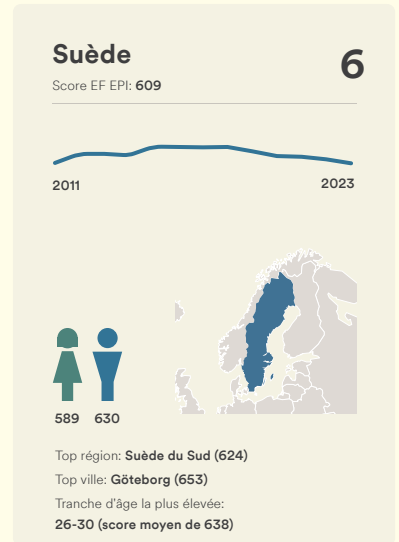 Suède
6
Score EF EPI: 609
2011
2023
589 630
Top région: Suède du Sud (624)
Top ville: Göteborg (653)
Tranche d'âge la plus élevée:
26-30 (score moyen de 638)